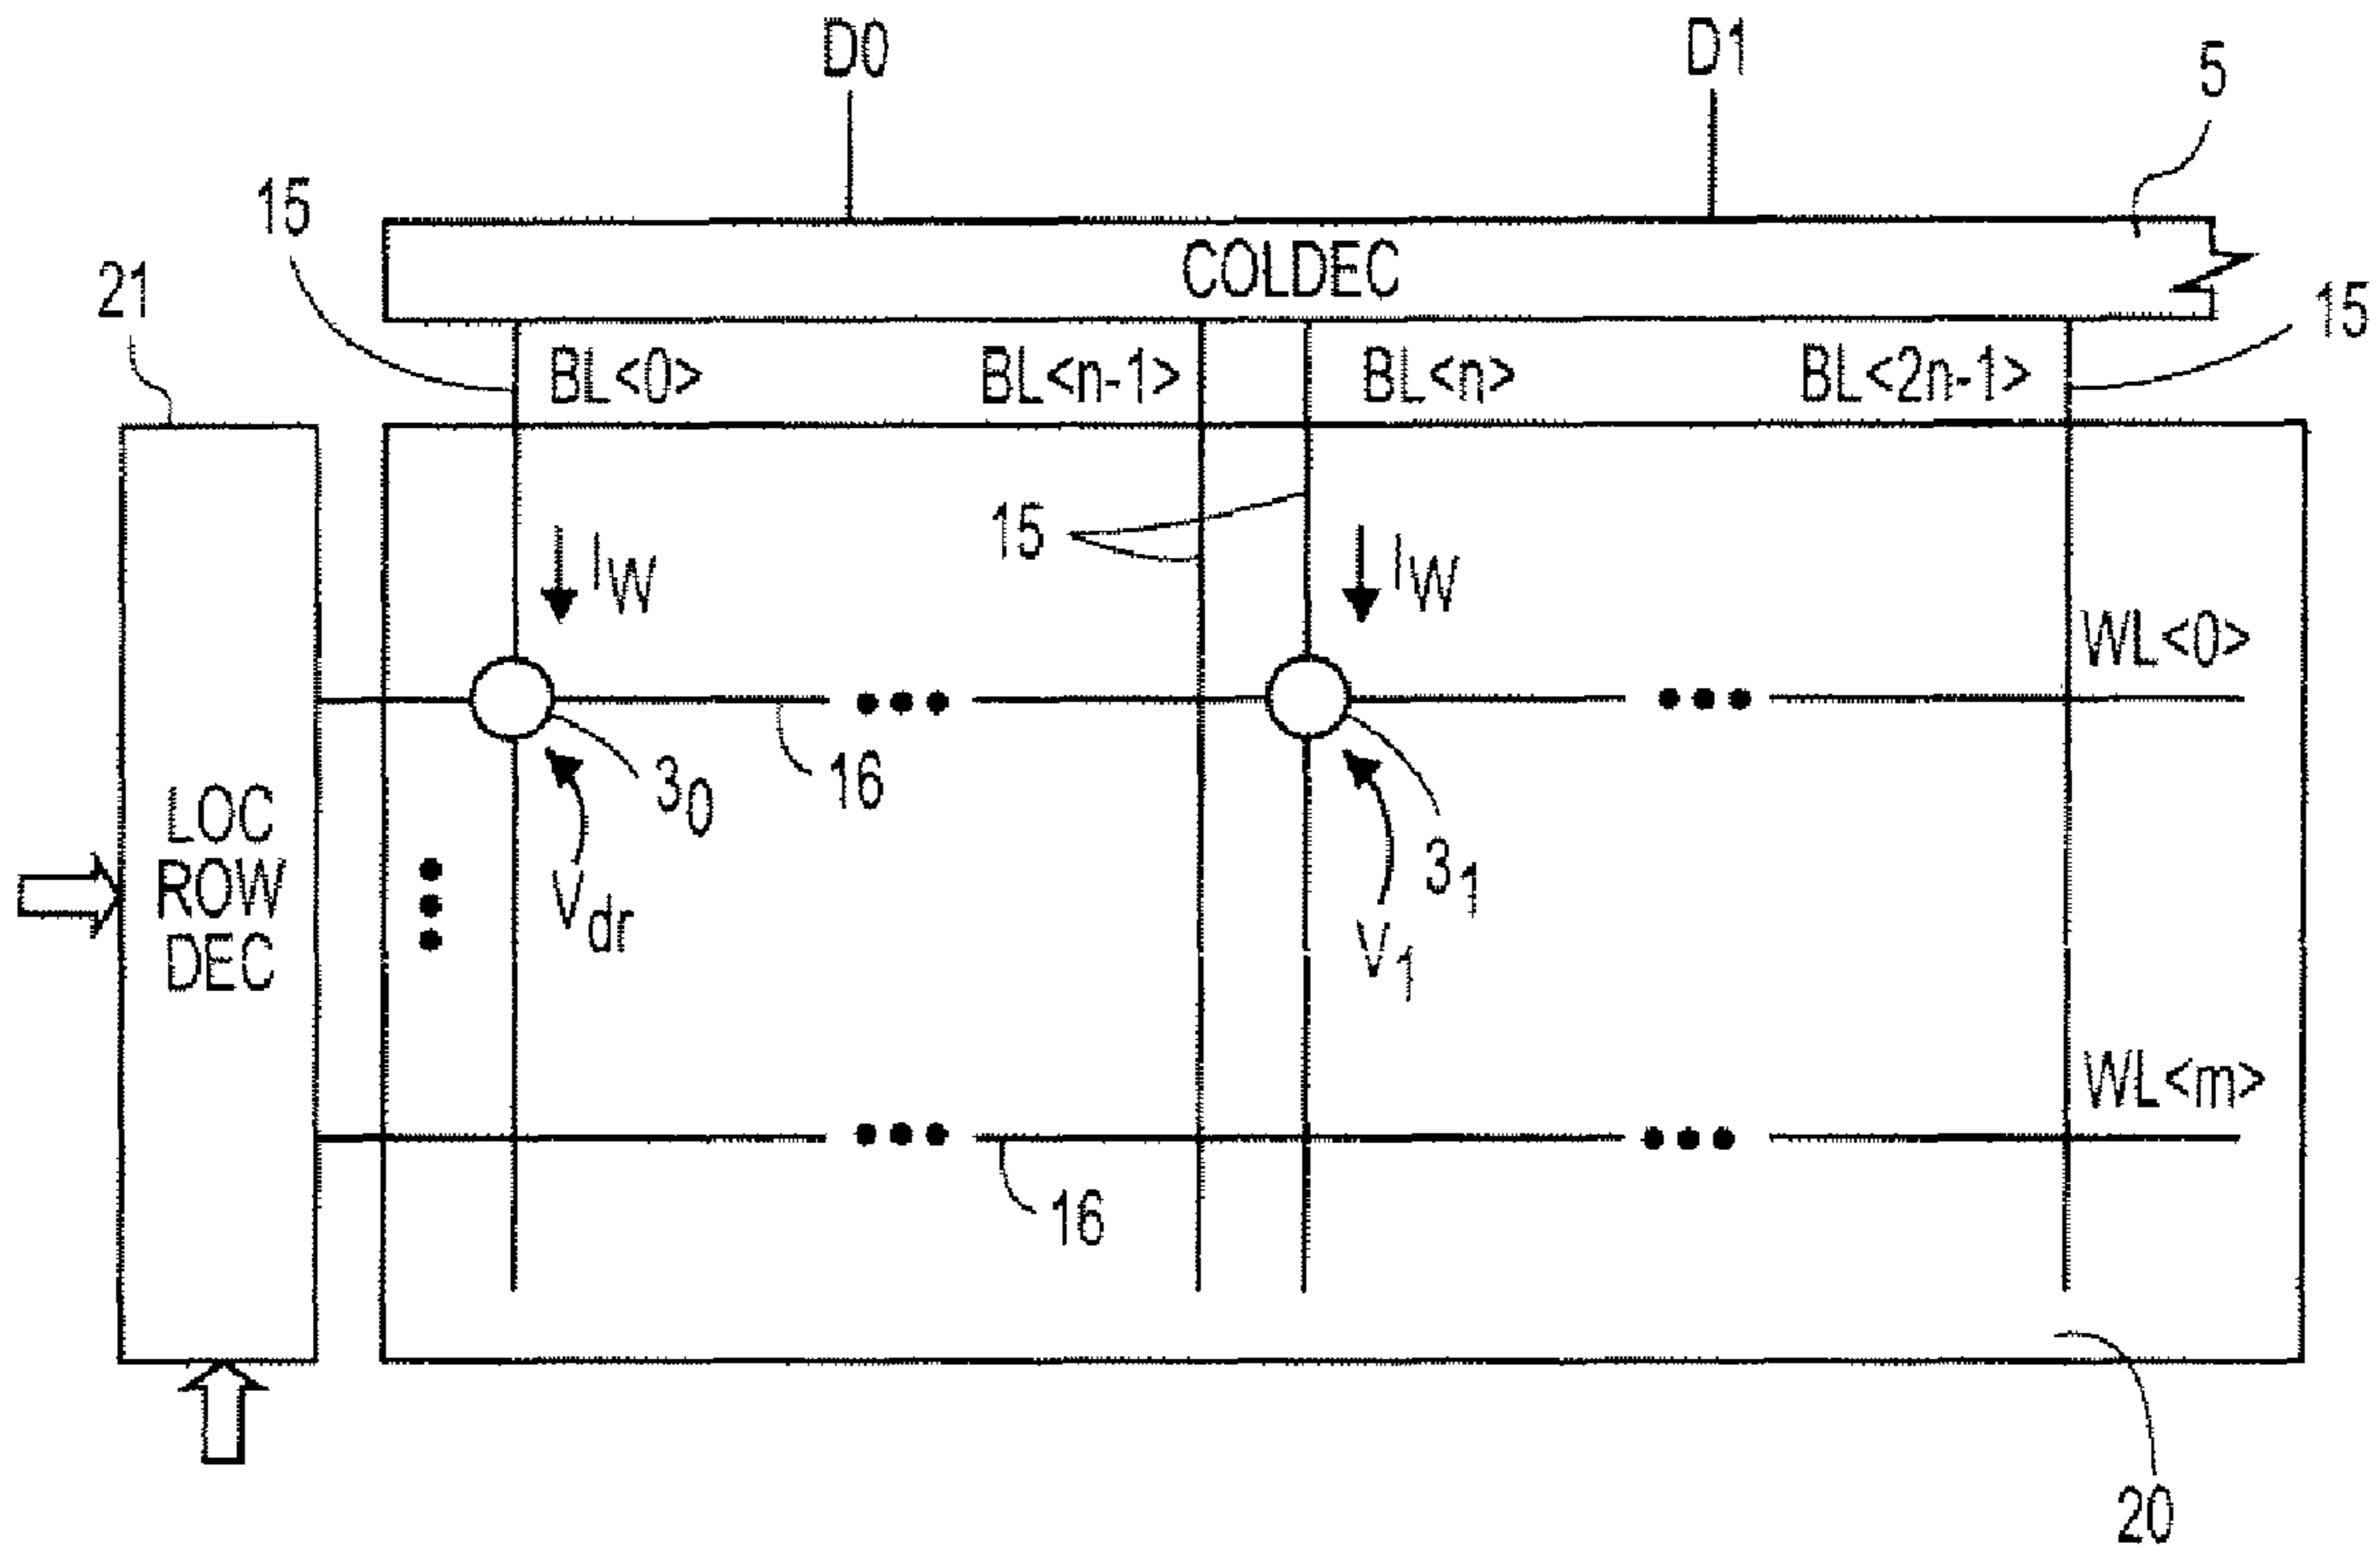 D0 D1 5
15 COLDEC
21 15
BL<0> BL<n-1> BL<n> BL<2n-1>
15
IW IW
WL<0>
30 16
LOC
ROW
DEC
Vdr
31
V1
WL<m>
16
20